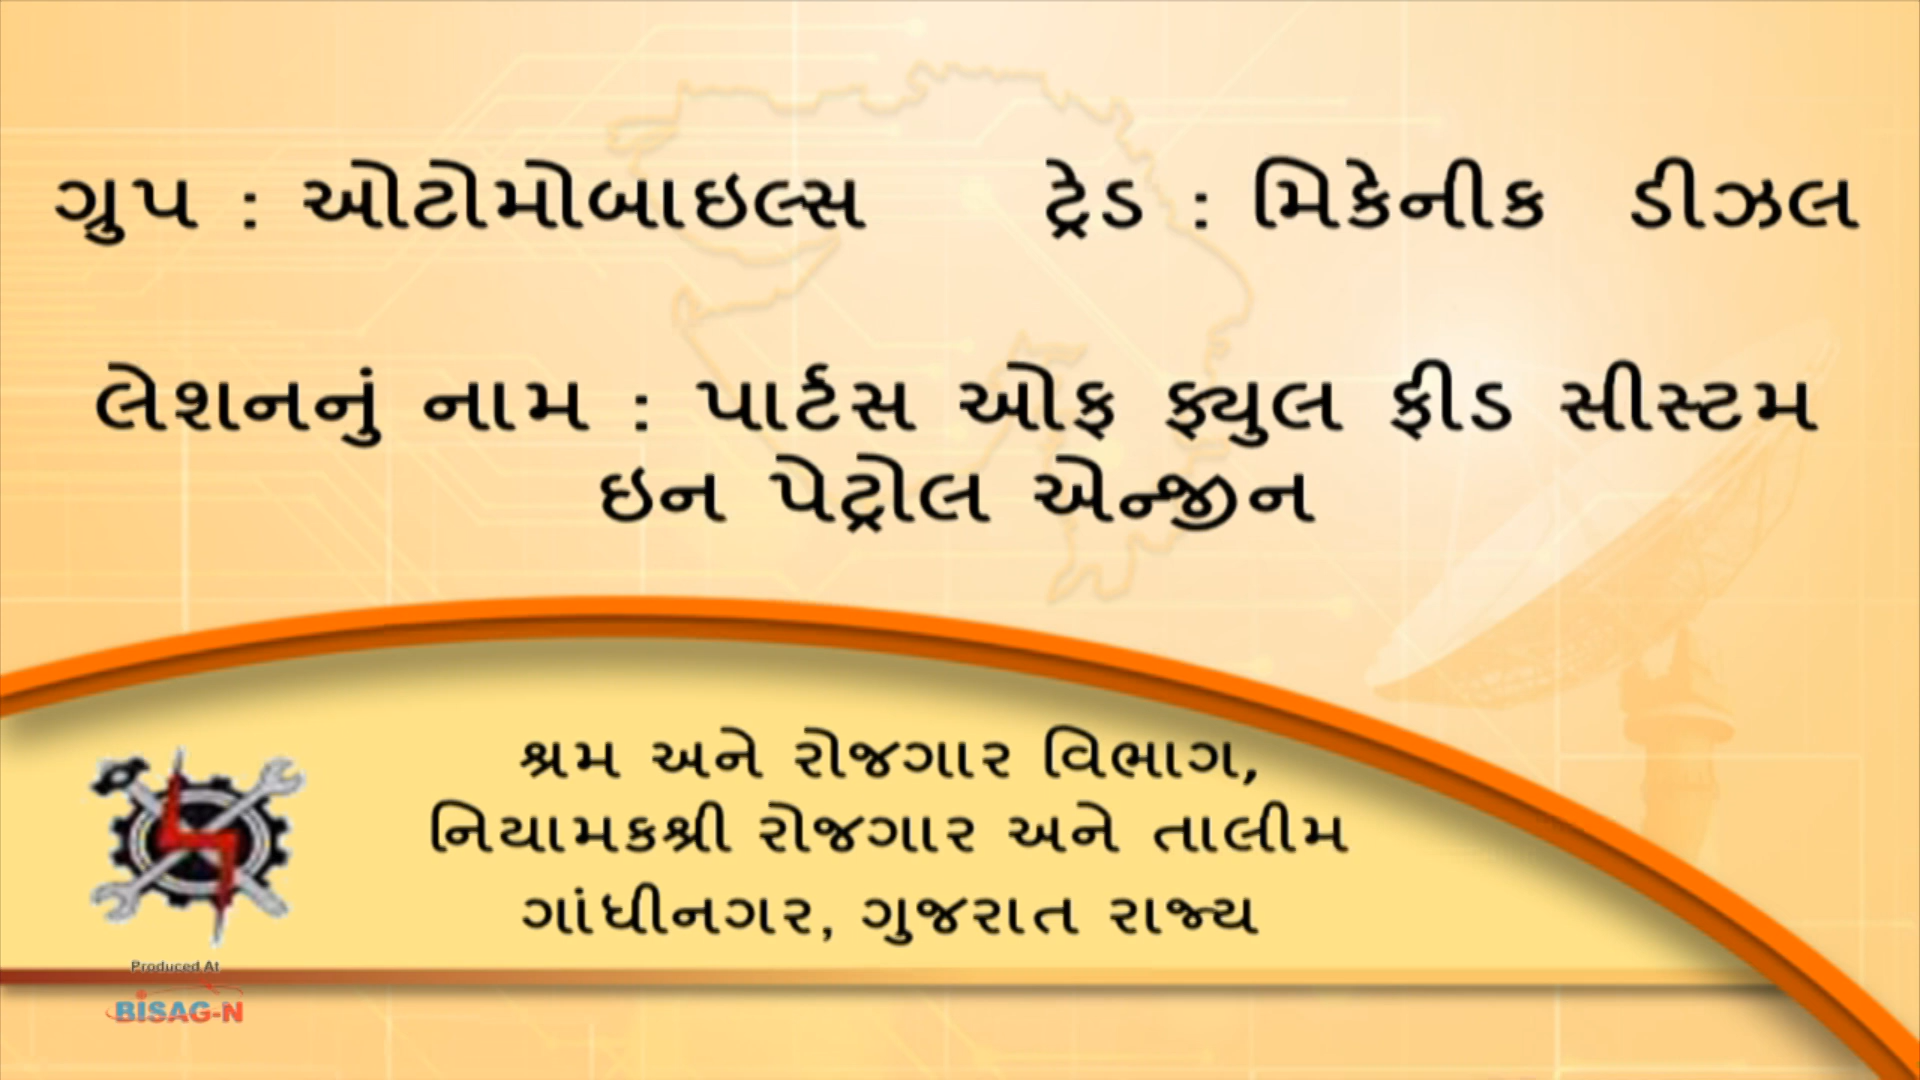 ગ્રુપ : ઓટોમોબાઇલ્સ ટ્રેડ : મિકેનીક ડીઝલ
લેશનનું નામ : પાર્ટસ ઓફ ફ્યુલ ફીડ સીસ્ટમ
ઇન પેટ્રોલ એન્જીન
શ્રમ અને રોજગાર વિભાગ,
નિયામકશ્રી રોજગાર અને તાલીમ
ગાંધીનગર, ગુજરાત રાજ્ય
Produced At
BISAG-N